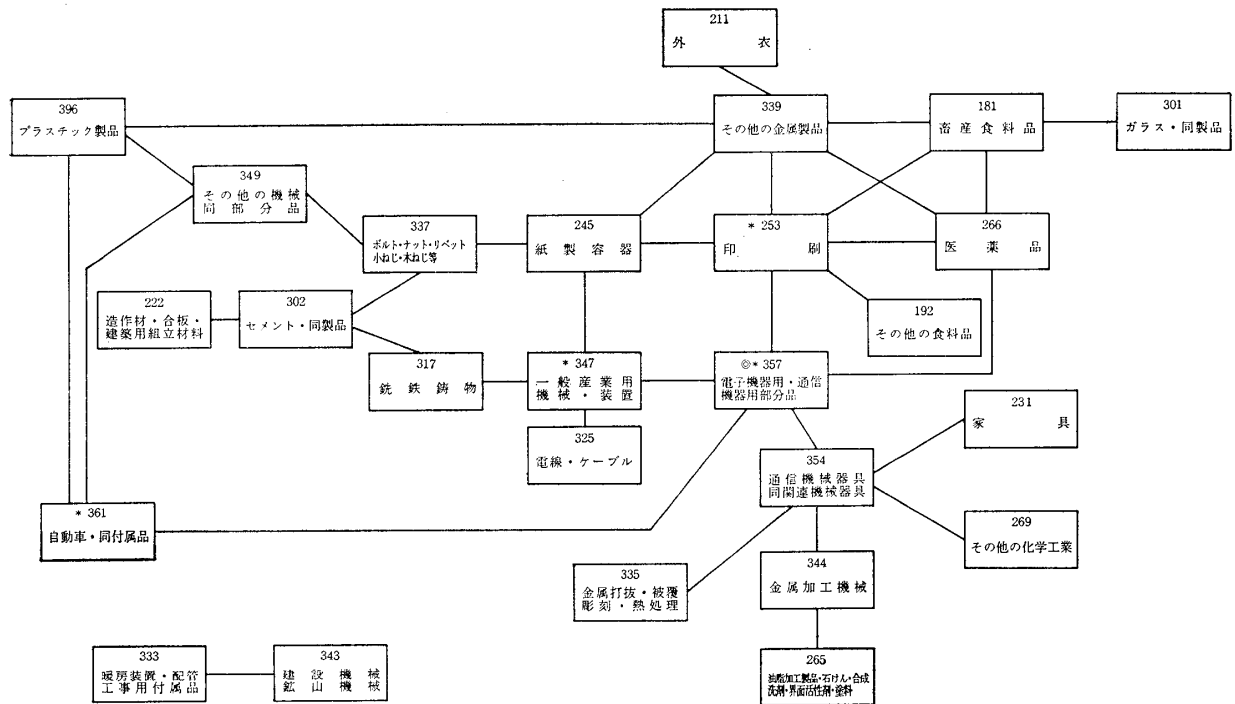 211
外衣
396
プラスチック製品
339
その他の金属製品
181
畜産食料品
301
ガラス・同製品
349
その他の機械
同部分品
337
ボルト・ナット・リベット
小ねじ・木ねじ等
245
紙製容器
* 253
印刷
266
医薬品
222
造作材・合板・
建築用組立材料
302
セメント・同製品
192
その他の食料品
317
銑鉄鋳物
* 347
一般産業用
機械・装置
◎* 357
電子機器用・通信
機器用部分品
325
電線・ケーブル
231
家具
354
通信機械器具
同関連機械器具
* 361
自動車・同付属品
269
その他の化学工業
335
金属打抜・被覆
彫刻・熱処理
344
金属加工機械
333
暖房装置・配管
工事用付属品
343
建設機械
鉱山機械
265
油脂加工製品・石けん・合成
洗剤・界面活性剤・塗料